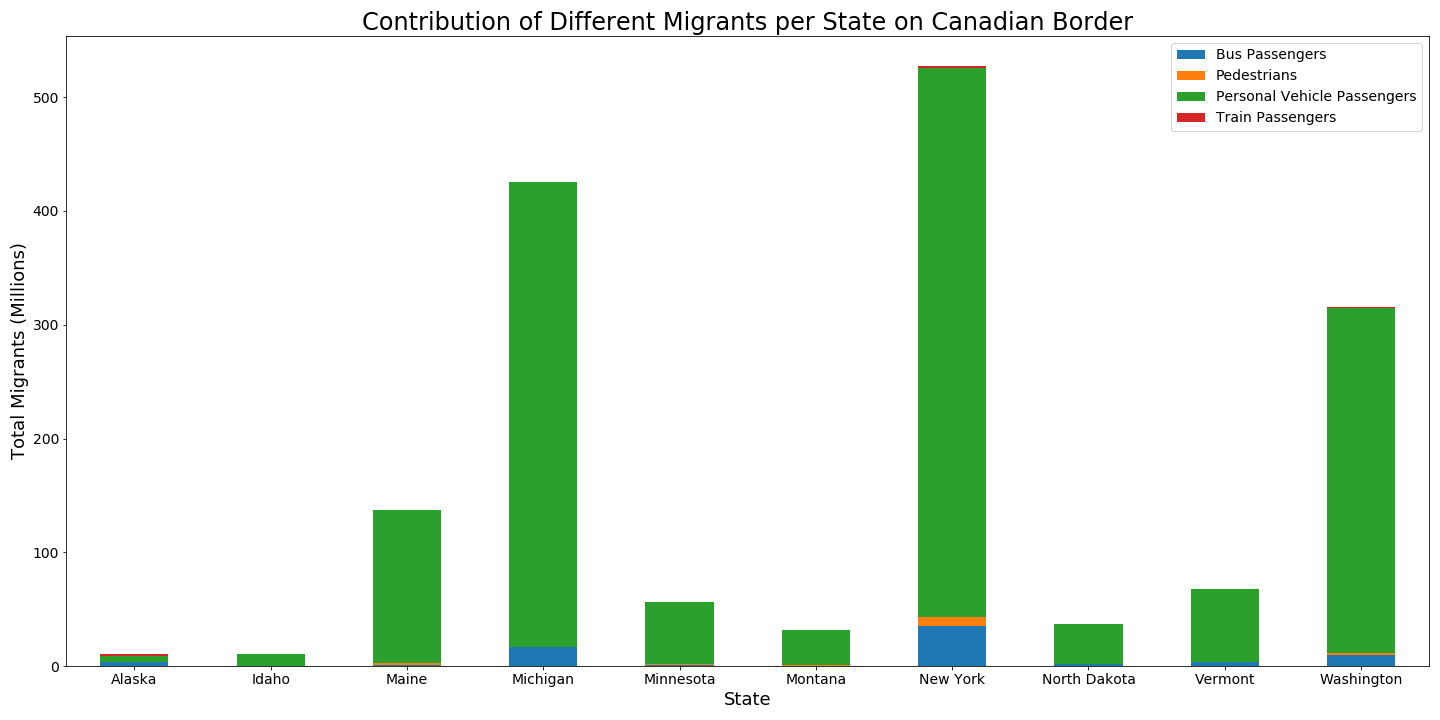 Contribution of Different Migrants per State on Canadian Border
Bus Passengers
Pedestrians
Personal Vehicle Passengers
Train Passengers
Total Migrants (Millions)
500
400
300
200
100
0
Alaska Idaho Maine Michigan Minnesota Montana New York North Dakota Vermont Washington
State